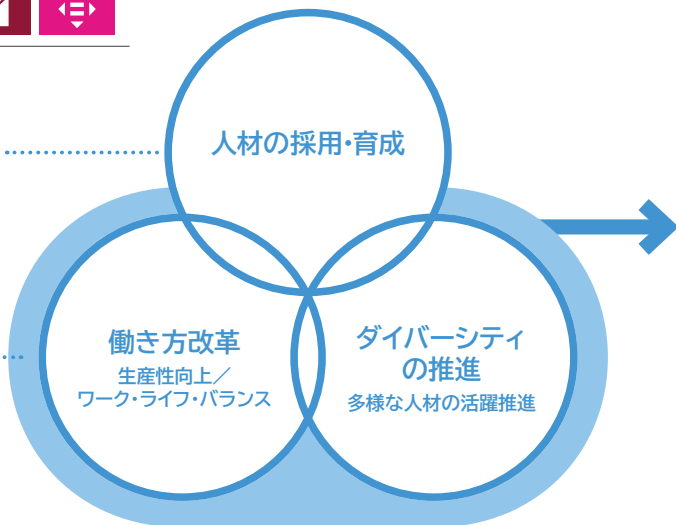 人材の採用・育成
働き方改革
生産性向上／
ワーク・ライフ・バランス
ダイバーシティ
の推進
多様な人材の活躍推進